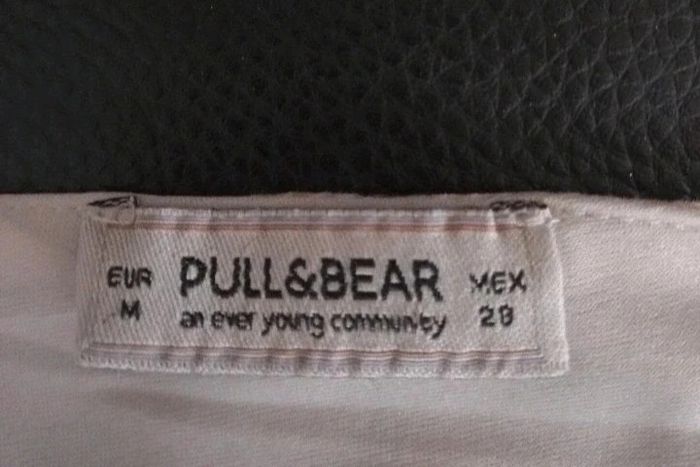 EUR PULL&BEAR MEX
M an ever young community 28